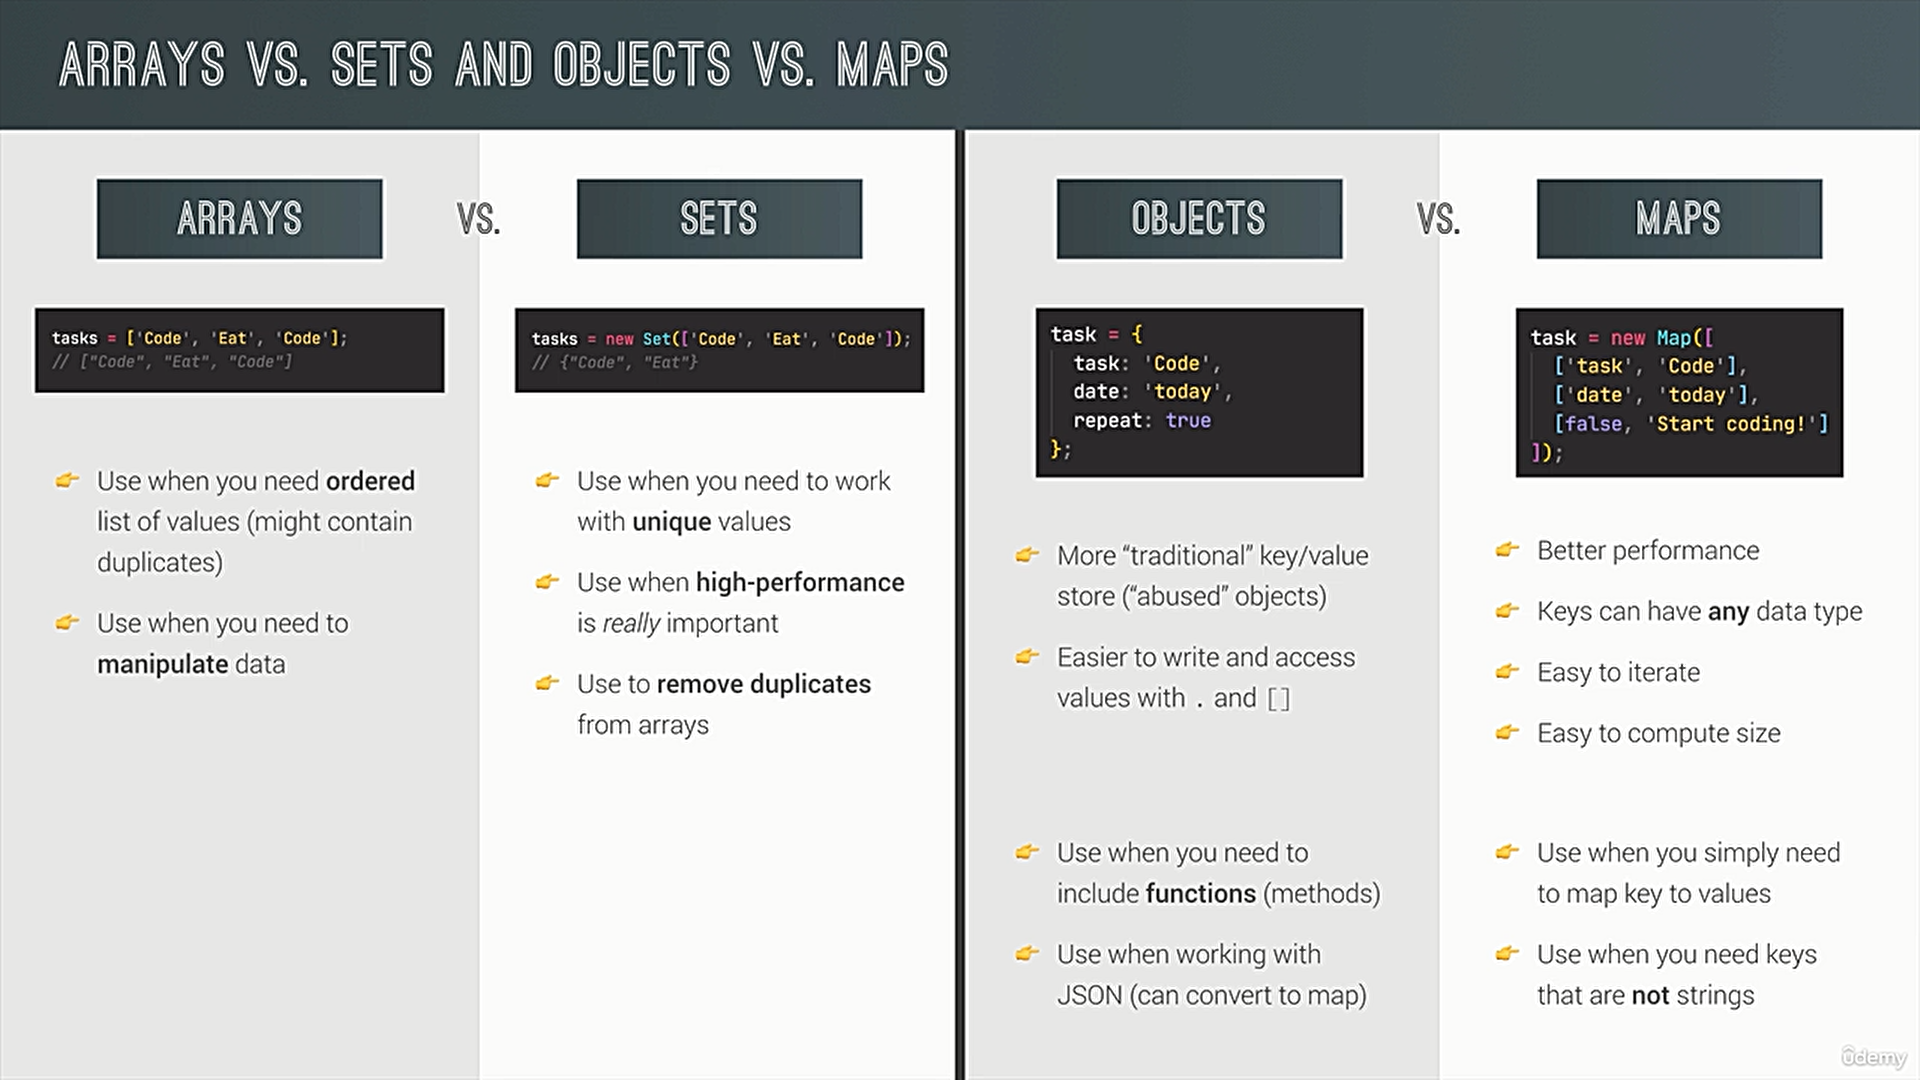 ARRAYS VS. SETS AND OBJECTS VS. MAPS
ARRAYS
VS.
SETS
tasks = ['Code', 'Eat', 'Code'];
// ["Code", "Eat", "Code"]
tasks = new Set(['Code', 'Eat', 'Code']);
// {"Code", "Eat"}
Use when you need ordered
list of values (might contain
duplicates)
Use when you need to
manipulate data
Use when you need to work
with unique values
Use when high-performance
is really important
Use to remove duplicates
from arrays
OBJECTS
VS.
MAPS
task = {
task: 'Code',
date: 'today',
repeat: true
};
task = new Map([
['task', 'Code'],
['date', 'today'],
[false, 'Start coding!']
]);
More “traditional” key/value
store (“abused” objects)
Easier to write and access
values with . and []
Use when you need to
include functions (methods)
Use when working with
JSON (can convert to map)
Better performance
Keys can have any data type
Easy to iterate
Easy to compute size
Use when you simply need
to map key to values
Use when you need keys
that are not strings
ûdemy